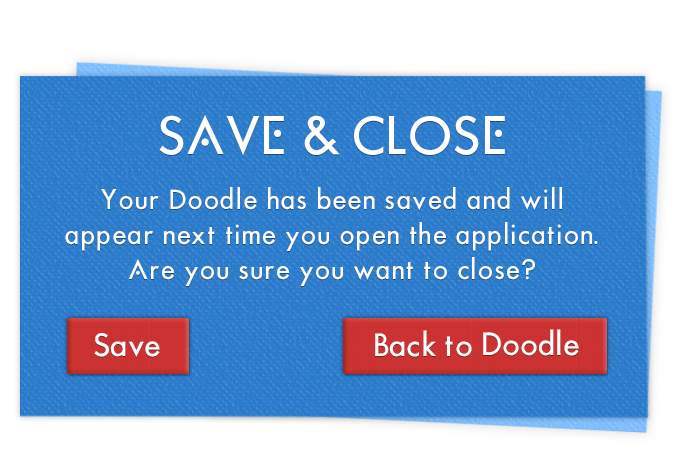 SAVE & CLOSE
Your Doodle has been saved and will
appear next time you open the application.
Are you sure you want to close?
Save
Back to Doodle